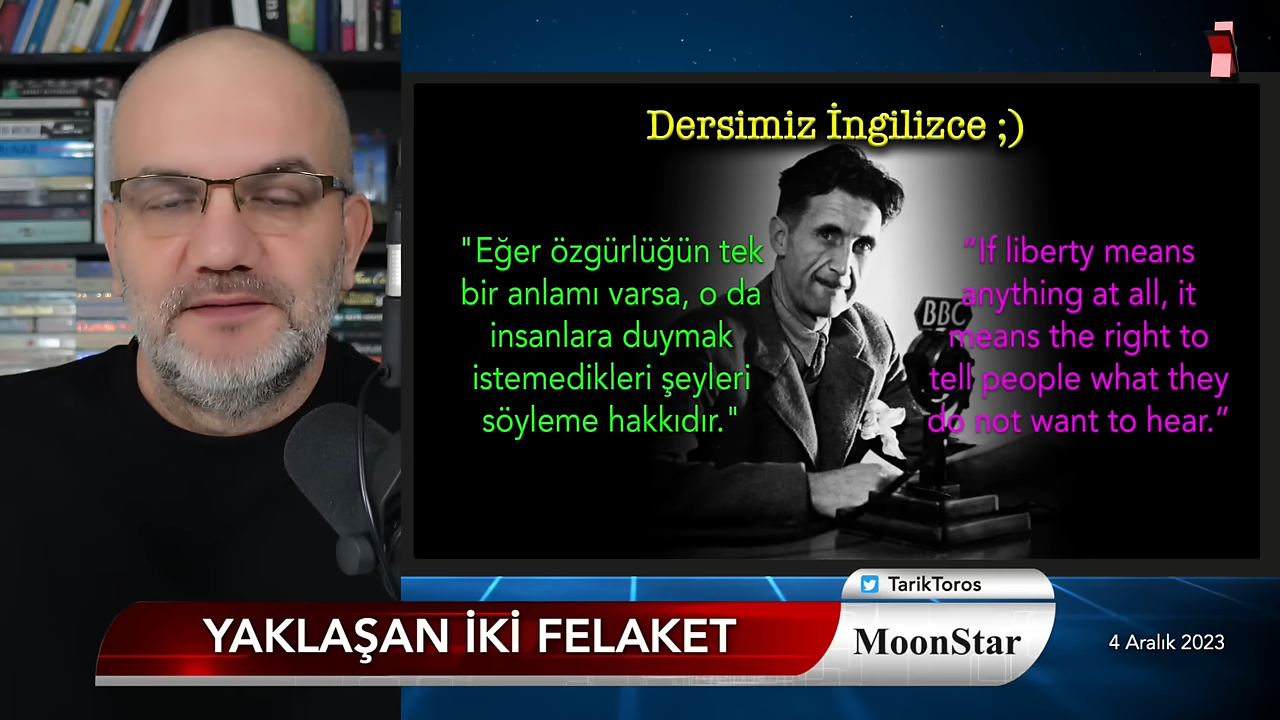 Dersimiz İngilizce ;)
"Eğer özgürlüğün tek
bir anlamı varsa, o da
insanlara duymak
istemedikleri şeyleri
söyleme hakkıdır."
“If liberty means
anything at all, it
means the right to
tell people what they
do not want to hear.”
BBC
TarikToros
YAKLAŞAN İKİ FELAKET
MoonStar
4 Aralık 2023